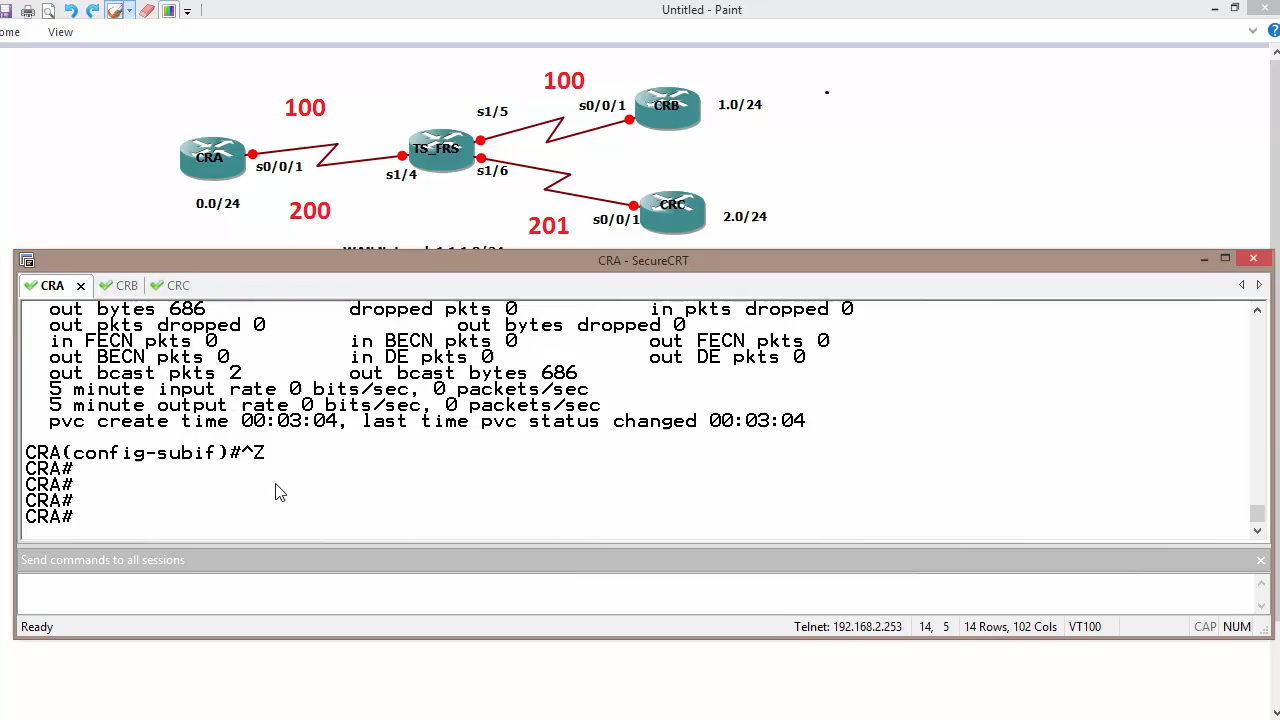 Untitled - Paint
ome View
100
100
s1/5
s0/0/1
CRB
1.0/24
CRA
s0/0/1
TS_FRS
s1/4
s1/6
0.0/24
200
201
s0/0/1
CRC
2.0/24
CRA - SecureCRT
CRA CRB CRC
out bytes 686 dropped pkts 0 in pkts dropped 0
out pkts dropped 0 out bytes dropped 0
in FECN pkts 0 in BECN pkts 0 out FECN pkts 0
out BECN pkts 0 in DE pkts 0 out DE pkts 0
out bcast pkts 2 out bcast bytes 686
5 minute input rate 0 bits/sec, 0 packets/sec
5 minute output rate 0 bits/sec, 0 packets/sec
pvc create time 00:03:04, last time pvc status changed 00:03:04
CRA(config-subif)#^Z
CRA#
CRA#
CRA#
CRA#
Send commands to all sessions
Ready Telnet: 192.168.2.253 14, 5 14 Rows, 102 Cols VT100 CAP NUM